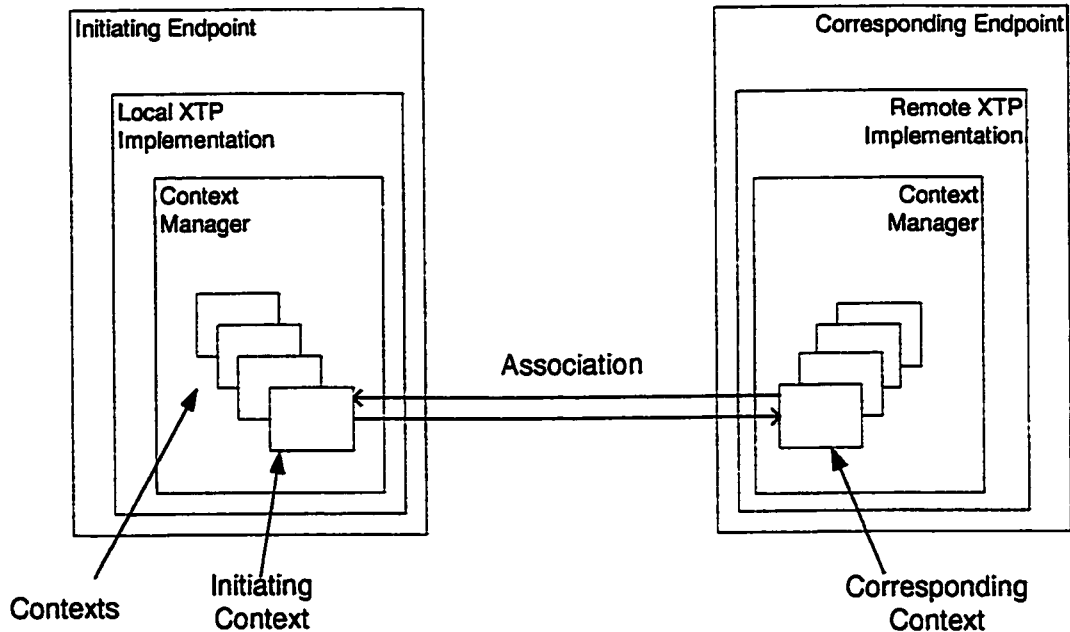 Initiating Endpoint
Local XTP
Implementation
Context
Manager
Contexts
Initiating
Context
Association
Corresponding Endpoint
Remote XTP
Implementation
Context
Manager
Corresponding
Context